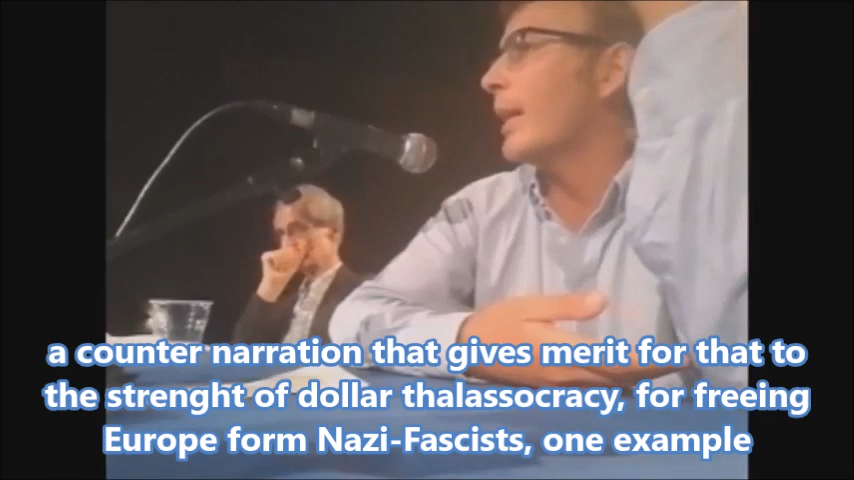 a counter narration that gives merit for that to
the strenght of dollar thalassocracy, for freeing
Europe form Nazi-Fascists, one example